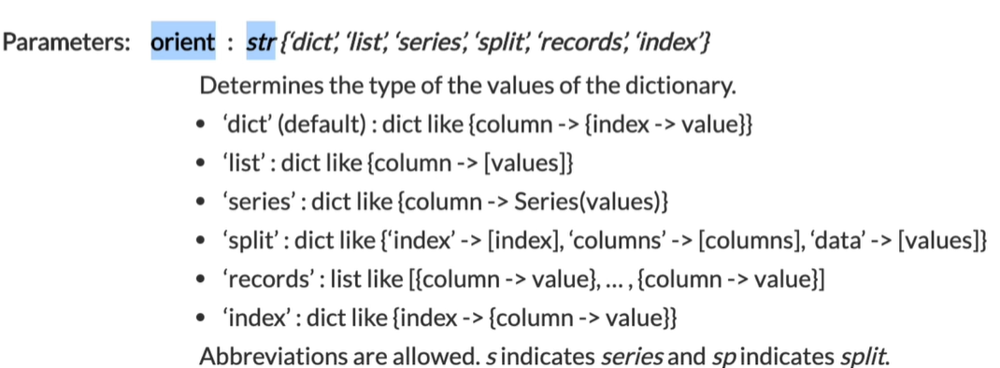 Parameters: orient : str {‘dict’, ‘list’, ‘series’, ‘split’, ‘records’, ‘index’}
Determines the type of the values of the dictionary.
• ‘dict’ (default) : dict like {column -> {index -> value}}
• ‘list’ : dict like {column -> [values]}
• ‘series’ : dict like {column -> Series(values)}
• ‘split’ : dict like {‘index’ -> [index], ‘columns’ -> [columns], ‘data’ -> [values]}
• ‘records’ : list like [{column -> value}, ... , {column -> value}]
• ‘index’ : dict like {index -> {column -> value}}
Abbreviations are allowed. s indicates series and sp indicates split.